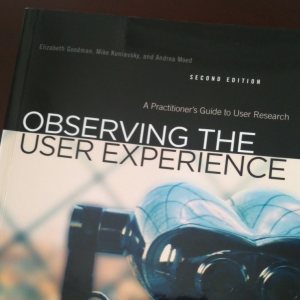 Elizabeth Goodman, Mike Kuniavsky, and Andrea Moed
SECOND EDITION
A Practitioner's Guide to User Research
OBSERVING THE
USER EXPERIENCE